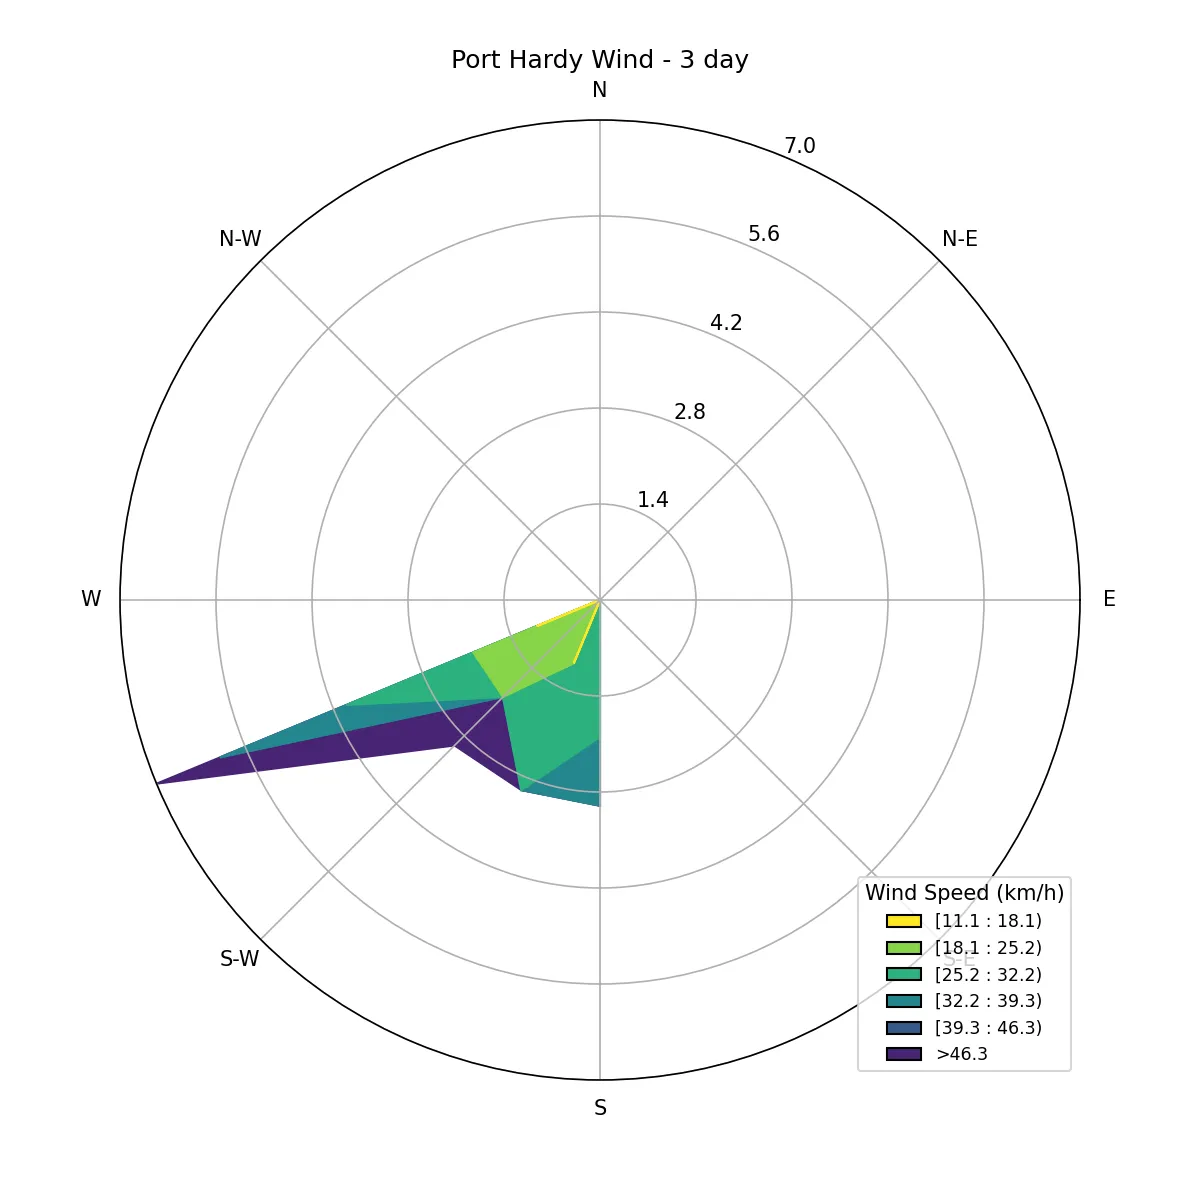 Port Hardy Wind - 3 day
N
7.0
N-W
5.6
N-E
4.2
2.8
1.4
W
E
S-W
S-E
S
Wind Speed (km/h)
[11.1 : 18.1)
[18.1 : 25.2)
[25.2 : 32.2)
[32.2 : 39.3)
[39.3 : 46.3)
>46.3